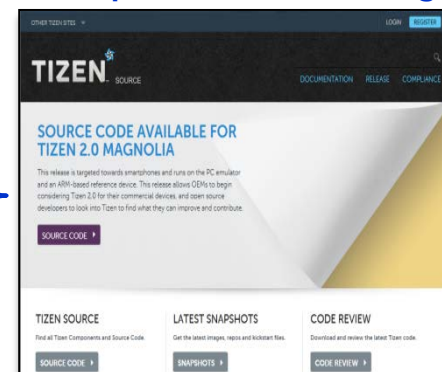 OTHER TIZEN SITES
LOGIN REGISTER
TIZEN™ SOURCE
DOCUMENTATION RELEASE COMPLIANCE
SOURCE CODE AVAILABLE FOR
TIZEN 2.0 MAGNOLIA
This release is targeted towards smartphones and runs on the PC emulator
and an ARM-based reference device. This release allows OEMs to begin
considering Tizen 2.0 for their commercial devices, and open source
developers to look into Tizen to find what they can improve and contribute.
SOURCE CODE
TIZEN SOURCE LATEST SNAPSHOTS CODE REVIEW
Find all Tizen Components and Source Code. Get the latest images, repos and kickstart files. Download and review the latest Tizen code.
SOURCE CODE SNAPSHOTS CODE REVIEW